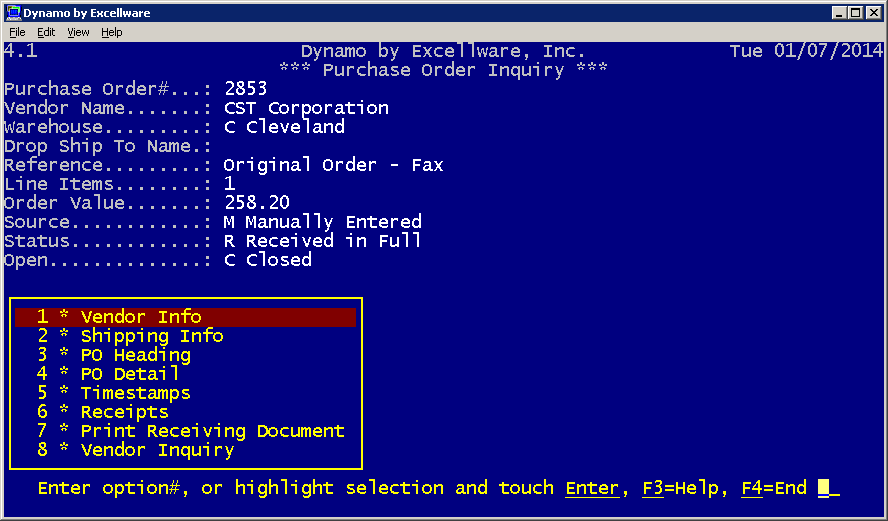 Dynamo by Excellware
File Edit View Help
4.1 Dynamo by Excellware, Inc. Tue 01/07/2014
*** Purchase Order Inquiry ***
Purchase Order#...: 2853
Vendor Name.......: CST Corporation
Warehouse.........: C Cleveland
Drop Ship To Name.:
Reference.........: Original Order - Fax
Line Items........: 1
Order Value.......: 258.20
Source............: M Manually Entered
Status............: R Received in Full
Open..............: C Closed
1 * Vendor Info
2 * Shipping Info
3 * PO Heading
4 * PO Detail
5 * Timestamps
6 * Receipts
7 * Print Receiving Document
8 * Vendor Inquiry
Enter option#, or highlight selection and touch Enter, F3=Help, F4=End